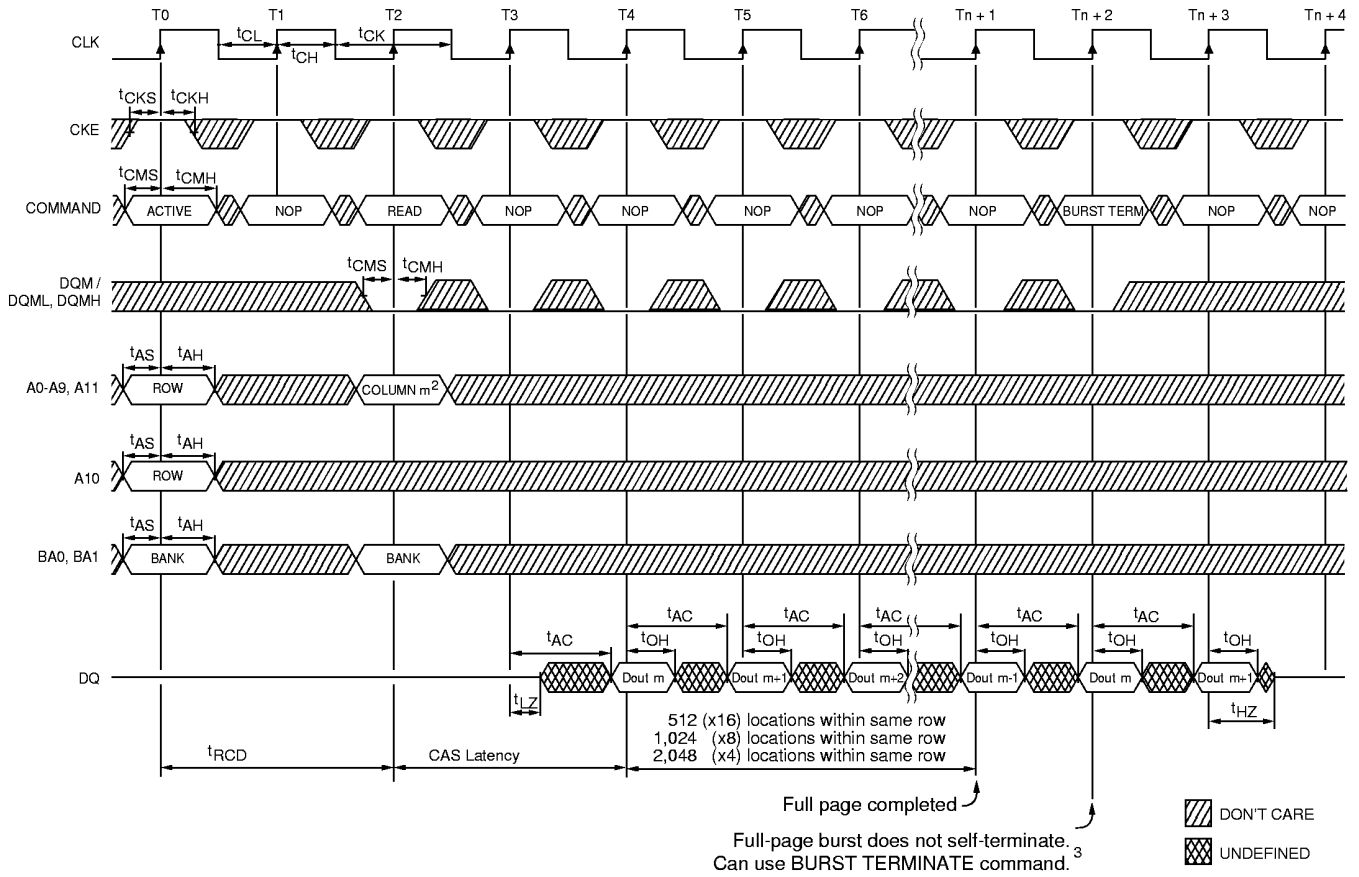 T0 T1 T2 T3 T4 T5 T6 Tn + 1 Tn + 2 Tn + 3 Tn + 4
CLK
tCL tCH tCK
tCKS tCKH
CKE
tCMS tCMH
COMMAND ACTIVE NOP READ NOP NOP NOP NOP NOP BURST TERM NOP NOP
tCMS tCMH
DQM /
DQML, DQMH
tAS tAH
A0-A9, A11 ROW COLUMN m2
tAS tAH
A10 ROW
tAS tAH
BA0, BA1 BANK BANK
tAC tAC tAC tAC tAC tAC
tOH tOH tOH tOH tOH tOH
DQ Dout m Dout m+1 Dout m+2 Dout m-1 Dout m Dout m+1
tLZ tHZ
512 (x16) locations within same row
1,024 (x8) locations within same row
2,048 (x4) locations within same row
tRCD CAS Latency
Full page completed
Full-page burst does not self-terminate.
Can use BURST TERMINATE command. 3
DON'T CARE
UNDEFINED